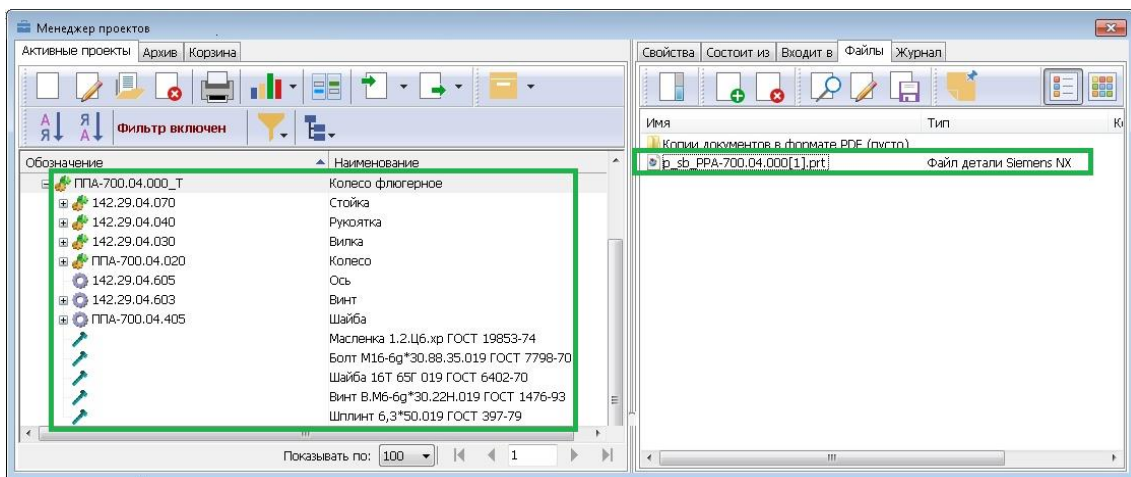 Менеджер проектов
Активные проекты Архив Корзина
Фильтр включен
Обозначение Наименование
ППА-700.04.000_Т Колесо флюгерное
142.29.04.070 Стойка
142.29.04.040 Рукоятка
142.29.04.030 Вилка
ППА-700.04.020 Колесо
142.29.04.605 Ось
142.29.04.603 Винт
ППА-700.04.405 Шайба
Масленка 1.2.Ц6.хр ГОСТ 19853-74
Болт М16-6g*30.88.35.019 ГОСТ 7798-70
Шайба 16Т 65Г 019 ГОСТ 6402-70
Винт В.М6-6g*30.22Н.019 ГОСТ 1476-93
Шплинт 6,3*50.019 ГОСТ 397-79
Показывать по: 100 1
Свойства Состоит из Входит в Файлы Журнал
Имя Тип
Копии документов в формате PDF (пусто)
p_sb_PPA-700.04.000[1].prt Файл детали Siemens NX